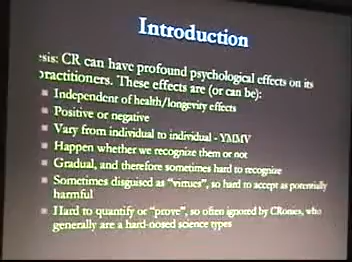 Introduction
sis: CR can have profound psychological effects on its
practitioners. These effects are (or can be):
Independent of health/longevity effects
Positive or negative
Vary from individual to individual - YMMV
Happen whether we recognize them or not
Gradual, and therefore sometimes hard to recognize
Sometimes disguised as "virtues", so hard to accept as potentially
harmful
Hard to quantify or "prove", so often ignored by CRonies, who
generally are a hard-nosed science types